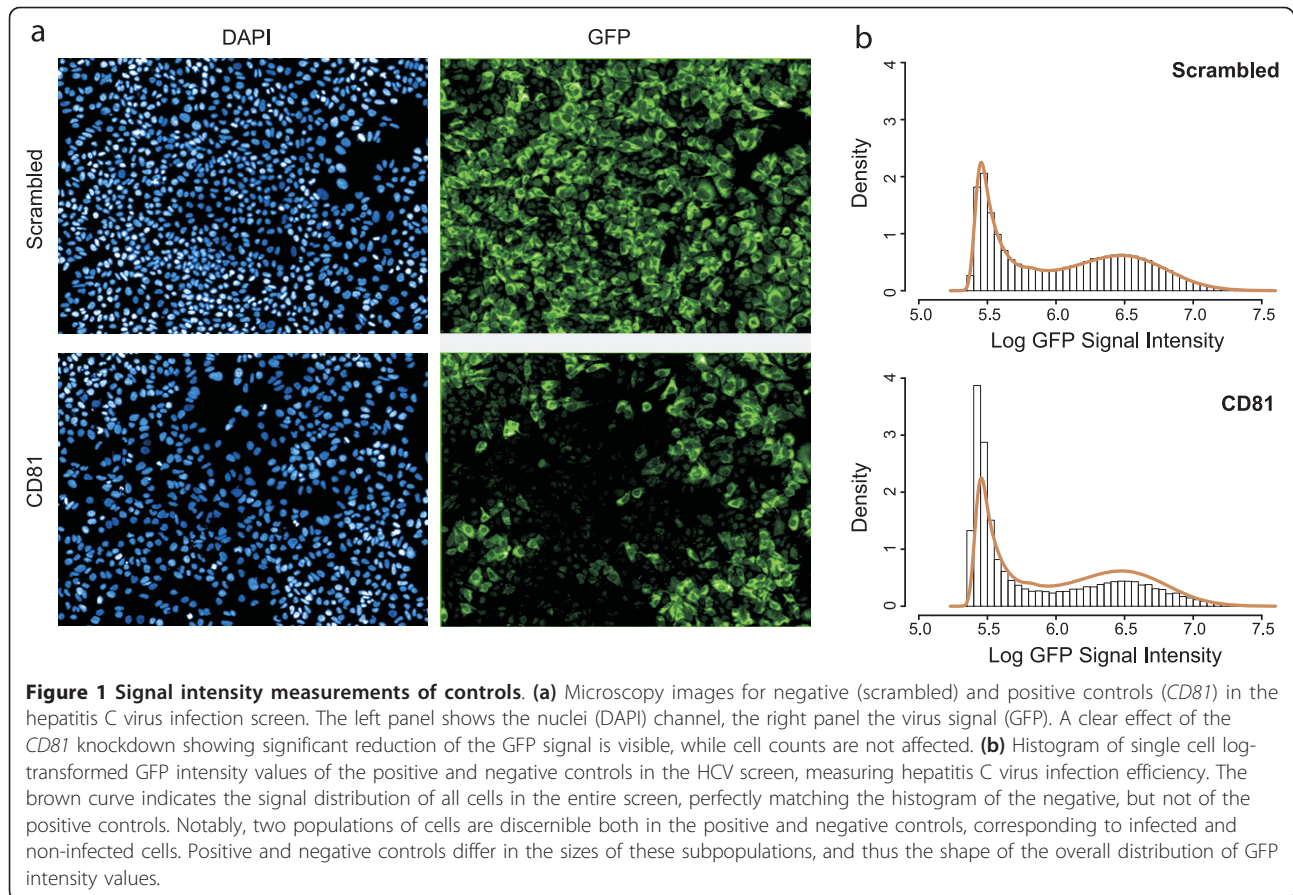 a
DAPI
GFP
Scrambled
CD81
b
4
3
2
1
0
Density
Scrambled
5.0 5.5 6.0 6.5 7.0 7.5
Log GFP Signal Intensity
4
3
2
1
0
Density
CD81
5.0 5.5 6.0 6.5 7.0 7.5
Log GFP Signal Intensity
Figure 1 Signal intensity measurements of controls. (a) Microscopy images for negative (scrambled) and positive controls (CD81) in the
hepatitis C virus infection screen. The left panel shows the nuclei (DAPI) channel, the right panel the virus signal (GFP). A clear effect of the
CD81 knockdown showing significant reduction of the GFP signal is visible, while cell counts are not affected. (b) Histogram of single cell log-
transformed GFP intensity values of the positive and negative controls in the HCV screen, measuring hepatitis C virus infection efficiency. The
brown curve indicates the signal distribution of all cells in the entire screen, perfectly matching the histogram of the negative, but not of the
positive controls. Notably, two populations of cells are discernible both in the positive and negative controls, corresponding to infected and
non-infected cells. Positive and negative controls differ in the sizes of these subpopulations, and thus the shape of the overall distribution of GFP
intensity values.